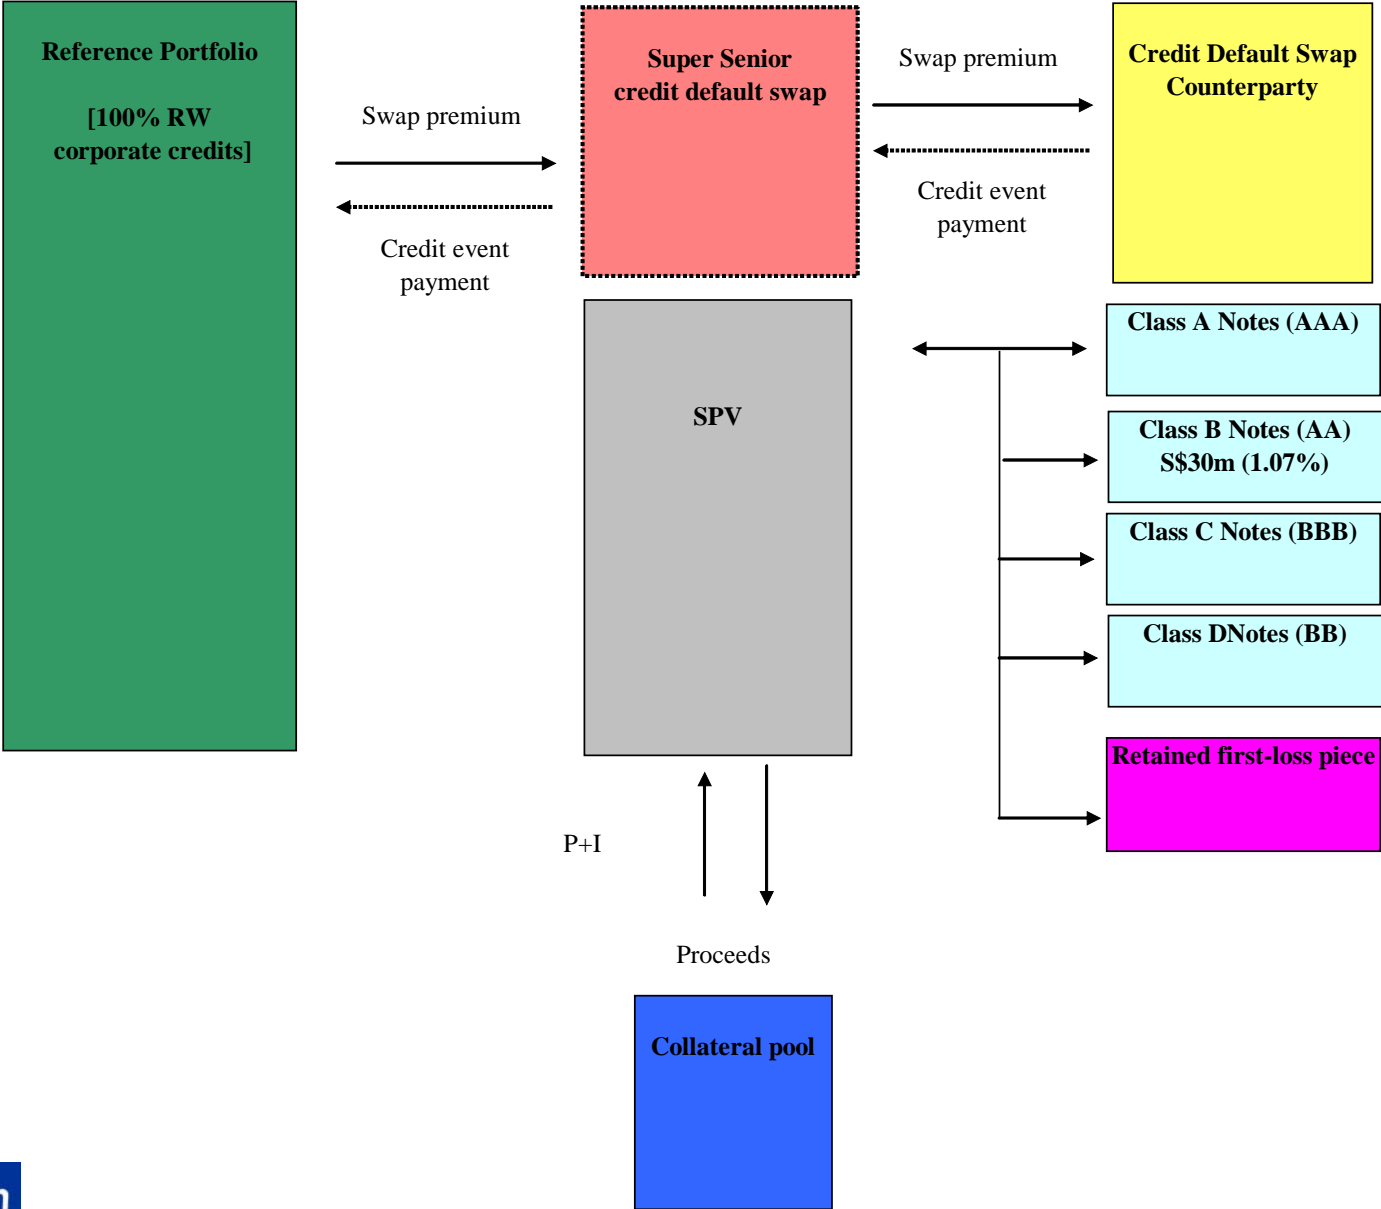 Reference Portfolio
[100% RW
corporate credits]
Swap premium
Credit event
payment
Super Senior
credit default swap
Swap premium
Credit event
payment
Credit Default Swap
Counterparty
SPV
Class A Notes (AAA)
Class B Notes (AA)
S$30m (1.07%)
Class C Notes (BBB)
Class DNotes (BB)
Retained first-loss piece
P+I
Proceeds
Collateral pool